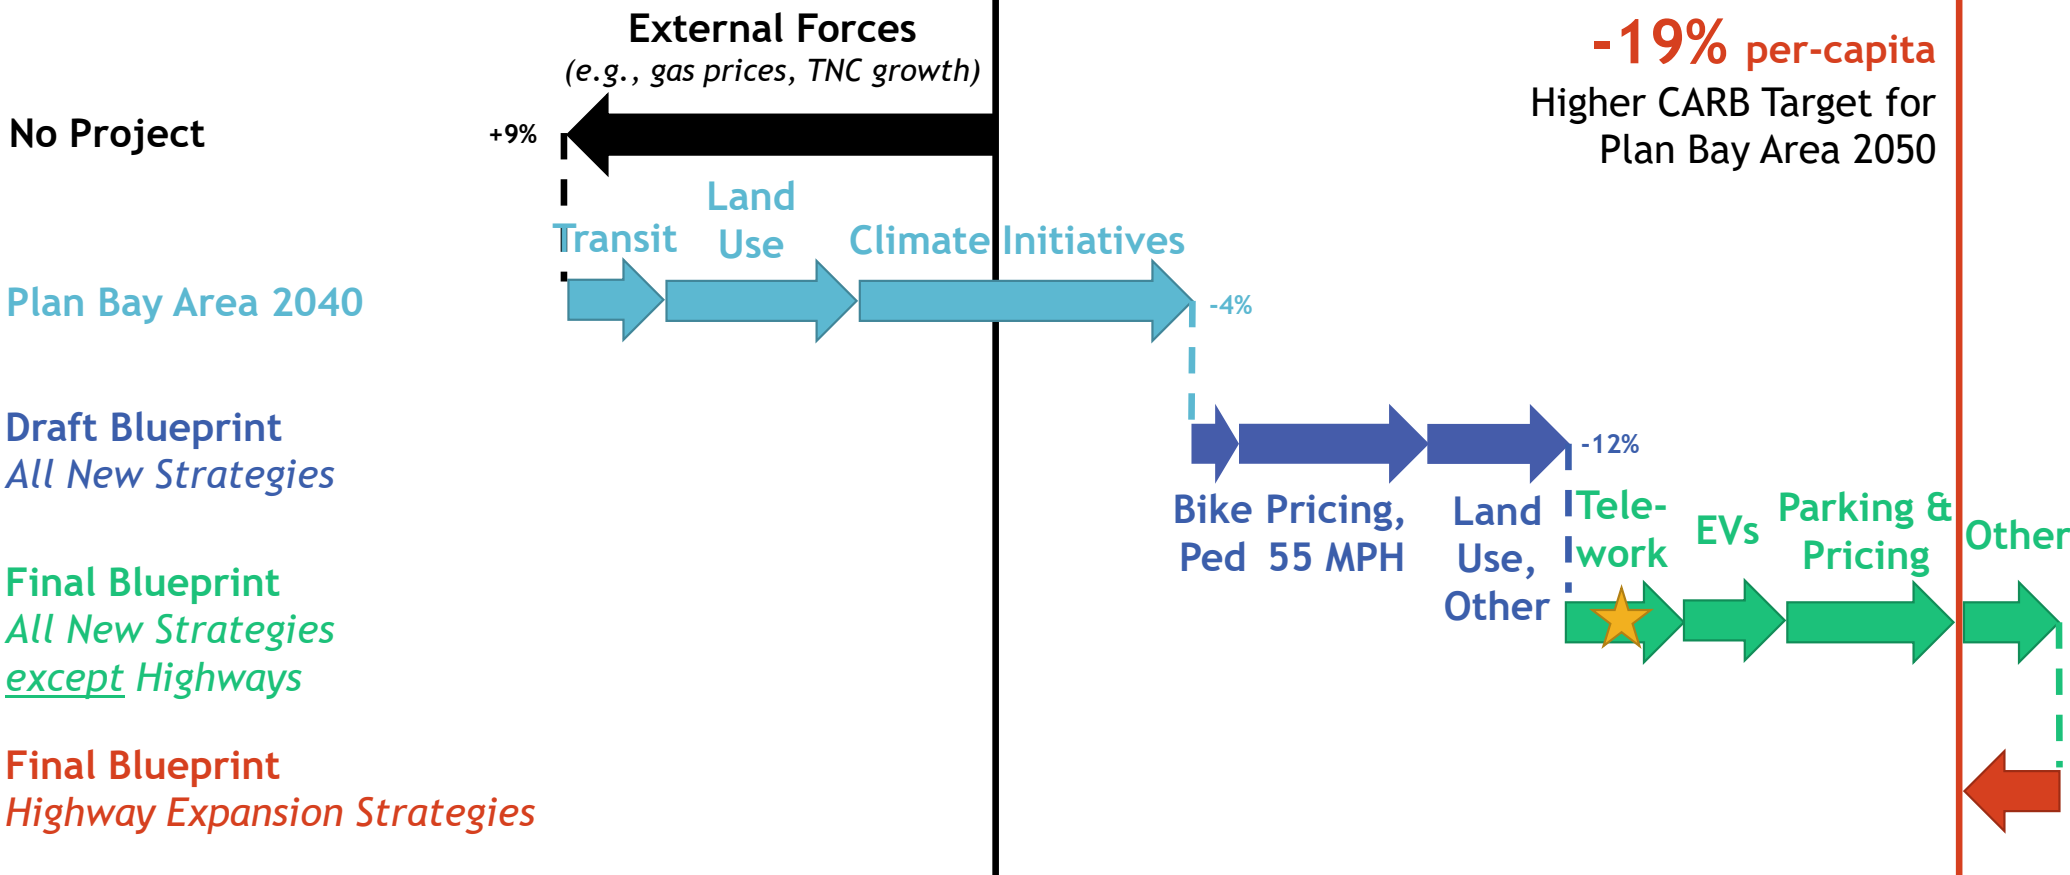 External Forces
(e.g., gas prices, TNC growth)
-19% per-capita
Higher CARB Target for
Plan Bay Area 2050
No Project
+9%
Transit
Land
Use
Climate Initiatives
Plan Bay Area 2040
-4%
Draft Blueprint
All New Strategies
-12%
Bike
Ped
Pricing,
55 MPH
Land
Use,
Other
Tele-
work
EVs
Parking &
Pricing
Other
Final Blueprint
All New Strategies
except Highways
Final Blueprint
Highway Expansion Strategies